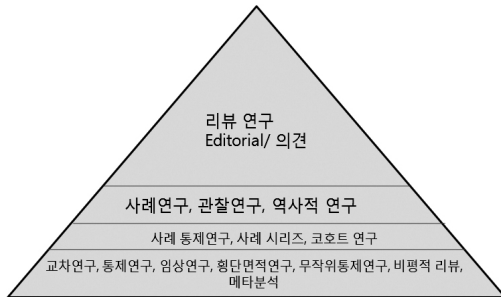 리뷰 연구
Editorial/ 의견
사례연구, 관찰연구, 역사적 연구
사례 통제연구, 사례 시리즈, 코호트 연구
교차연구, 통제연구, 임상연구, 횡단면적연구, 무작위통제연구, 비평적 리뷰,
메타분석